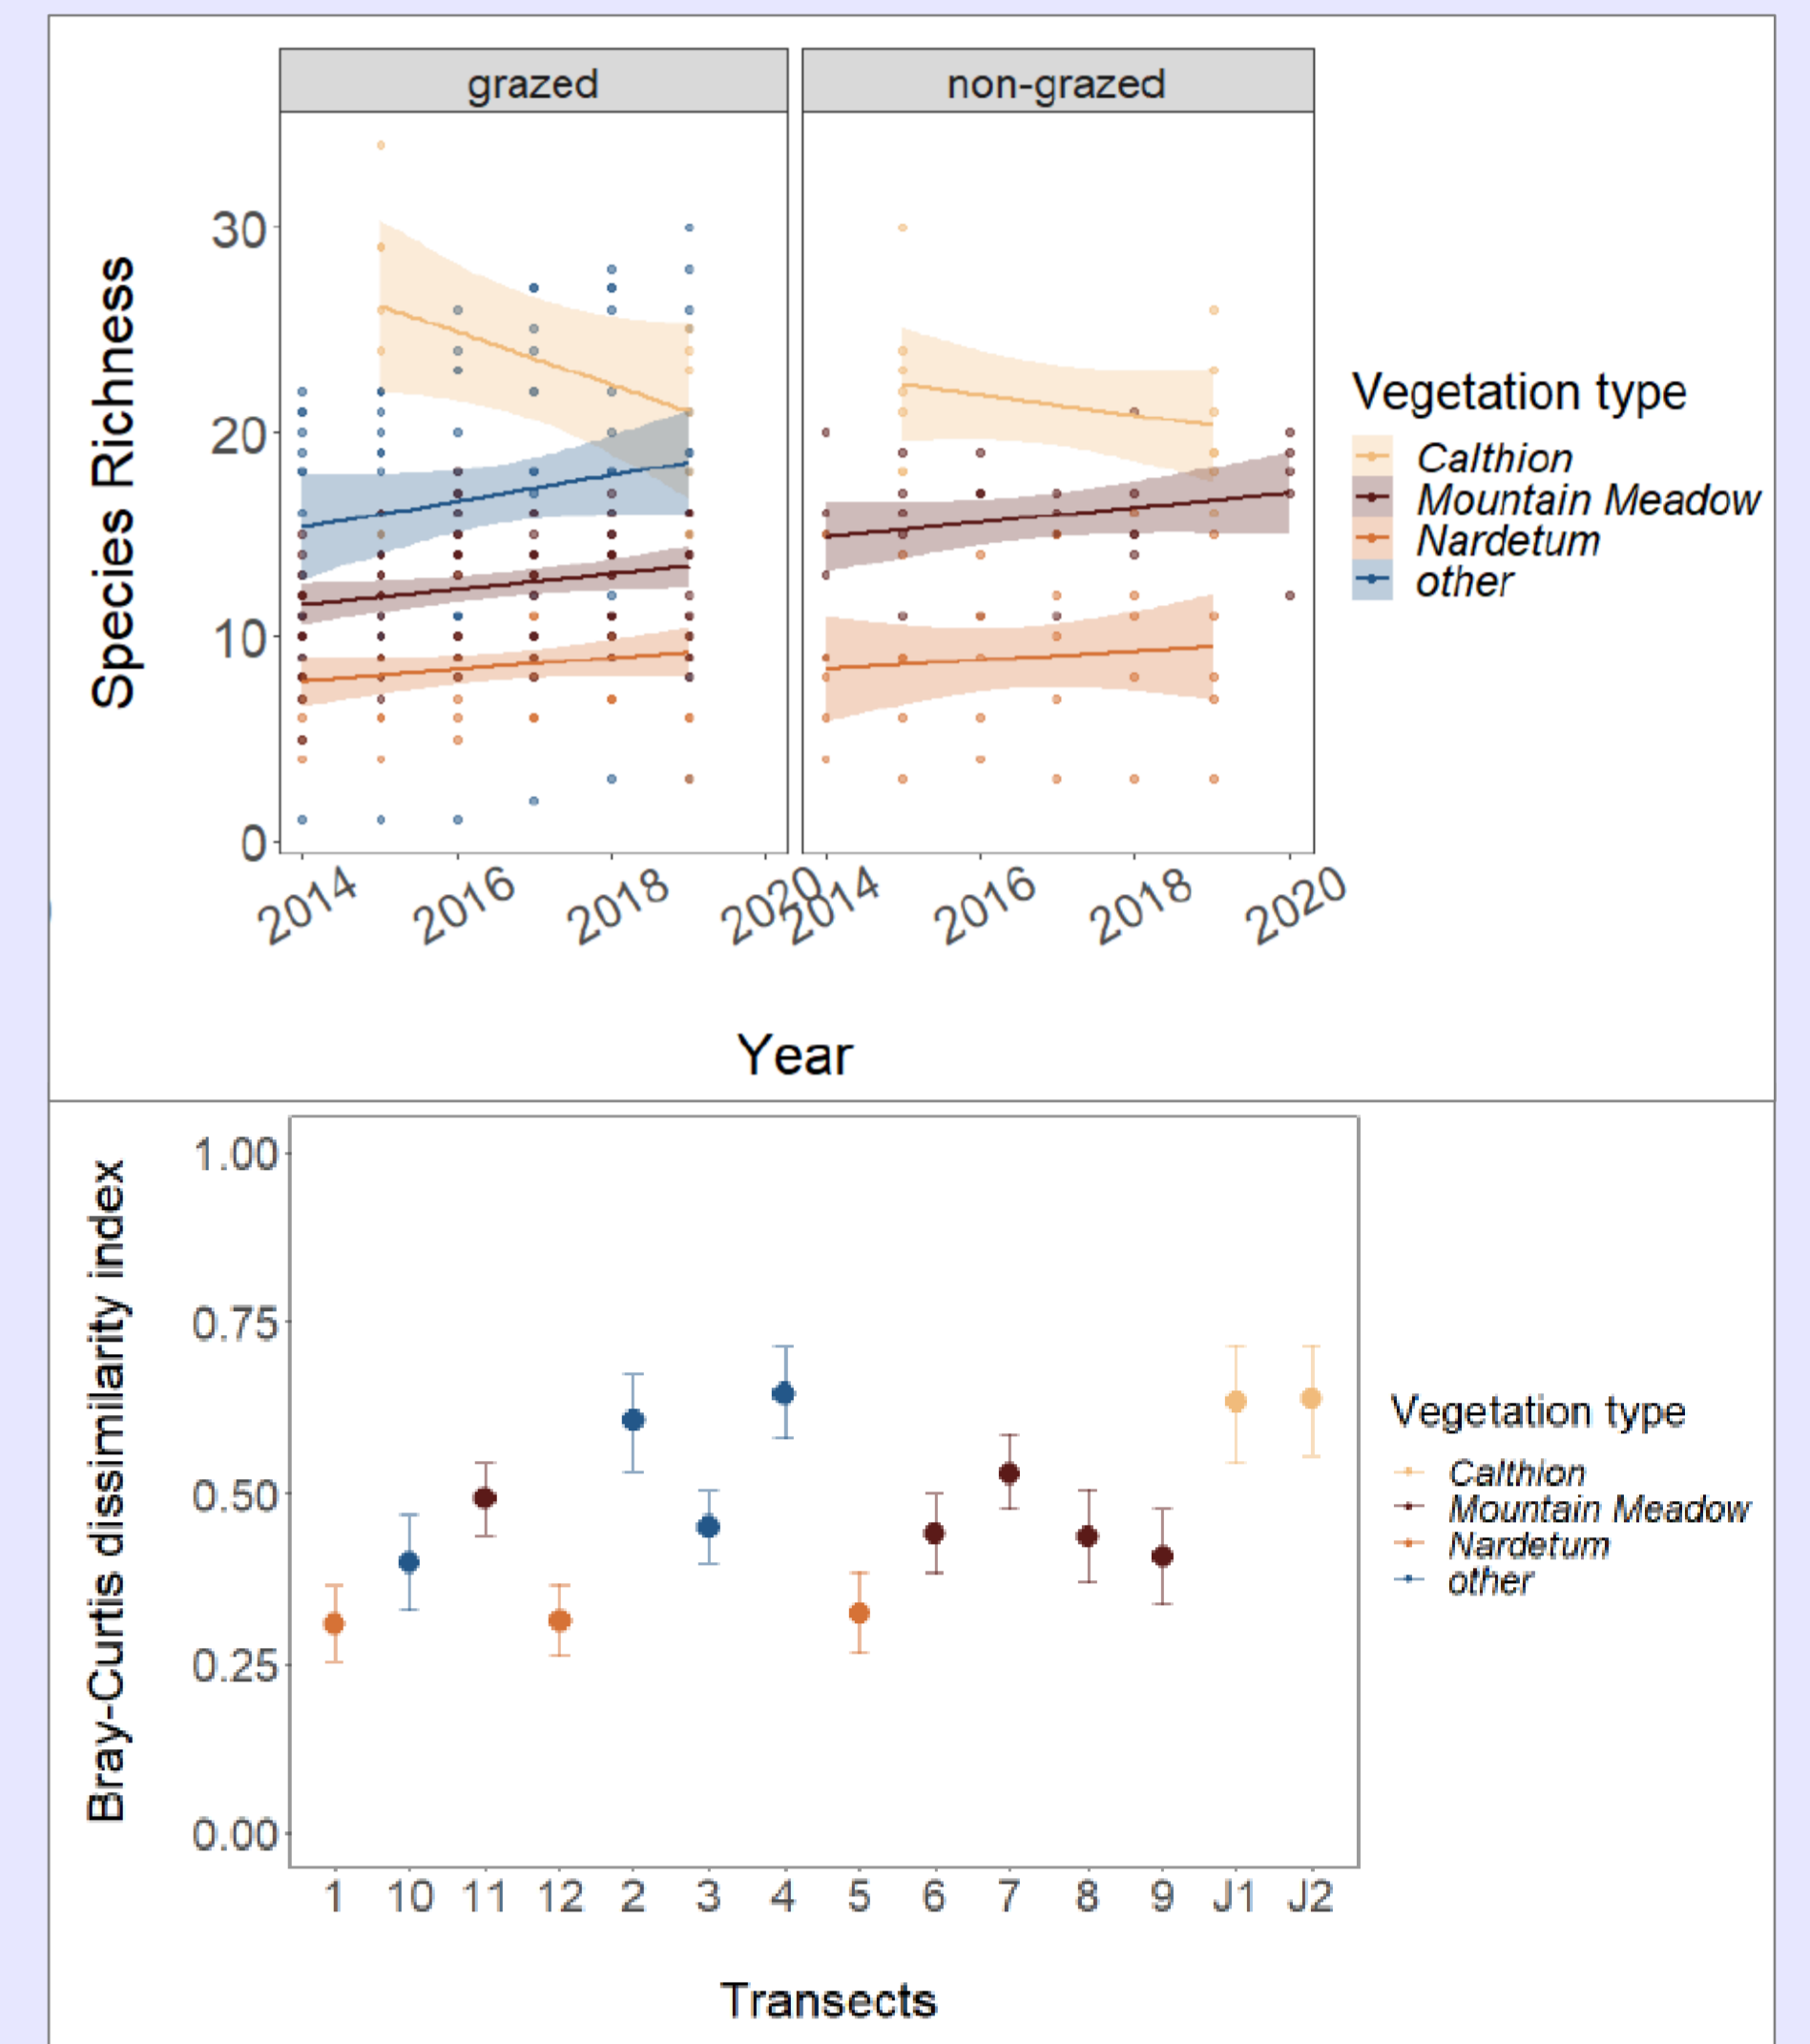 grazed
non-grazed
Species Richness
30
20
10
0
2014
2016
2018
2020
2014
2016
2018
2020
Year
Vegetation type
Calthion
Mountain Meadow
Nardetum
other
Bray-Curtis dissimilarity index
1.00
0.75
0.50
0.25
0.00
1 10 11 12 2 3 4 5 6 7 8 9 J1 J2
Transects
Vegetation type
Calthion
Mountain Meadow
Nardetum
other